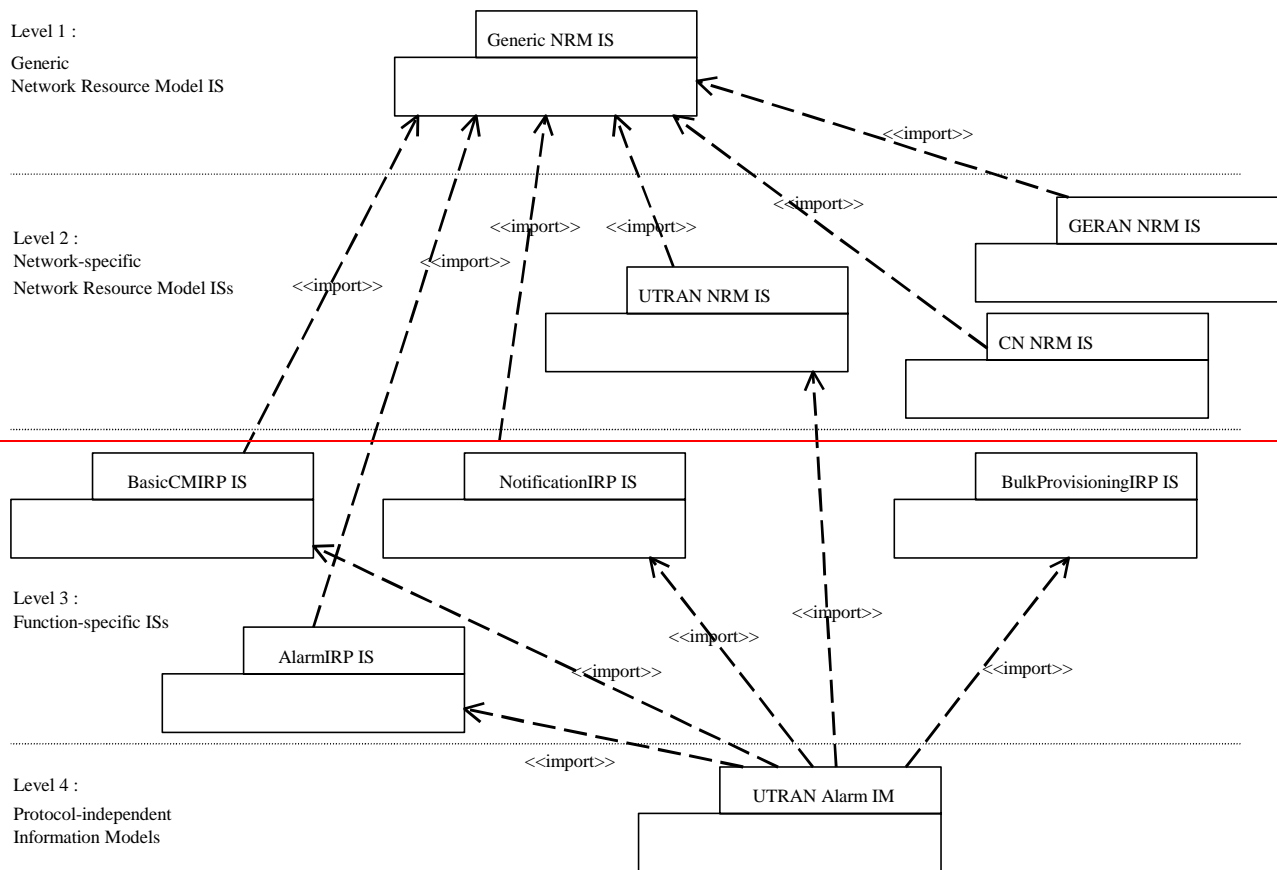 Level 1 :
Generic
Network Resource Model IS
Generic NRM IS
<<import>>
<<import>>
<<import>>
<<import>>
<<import>>
<<import>>
Level 2 :
Network-specific
Network Resource Model ISs
GERAN NRM IS
UTRAN NRM IS
CN NRM IS
BasicCMIRP IS
NotificationIRP IS
BulkProvisioningIRP IS
Level 3 :
Function-specific ISs
AlarmIRP IS
<<import>>
<<import>>
<<import>>
<<import>>
<<import>>
Level 4 :
Protocol-independent
Information Models
UTRAN Alarm IM